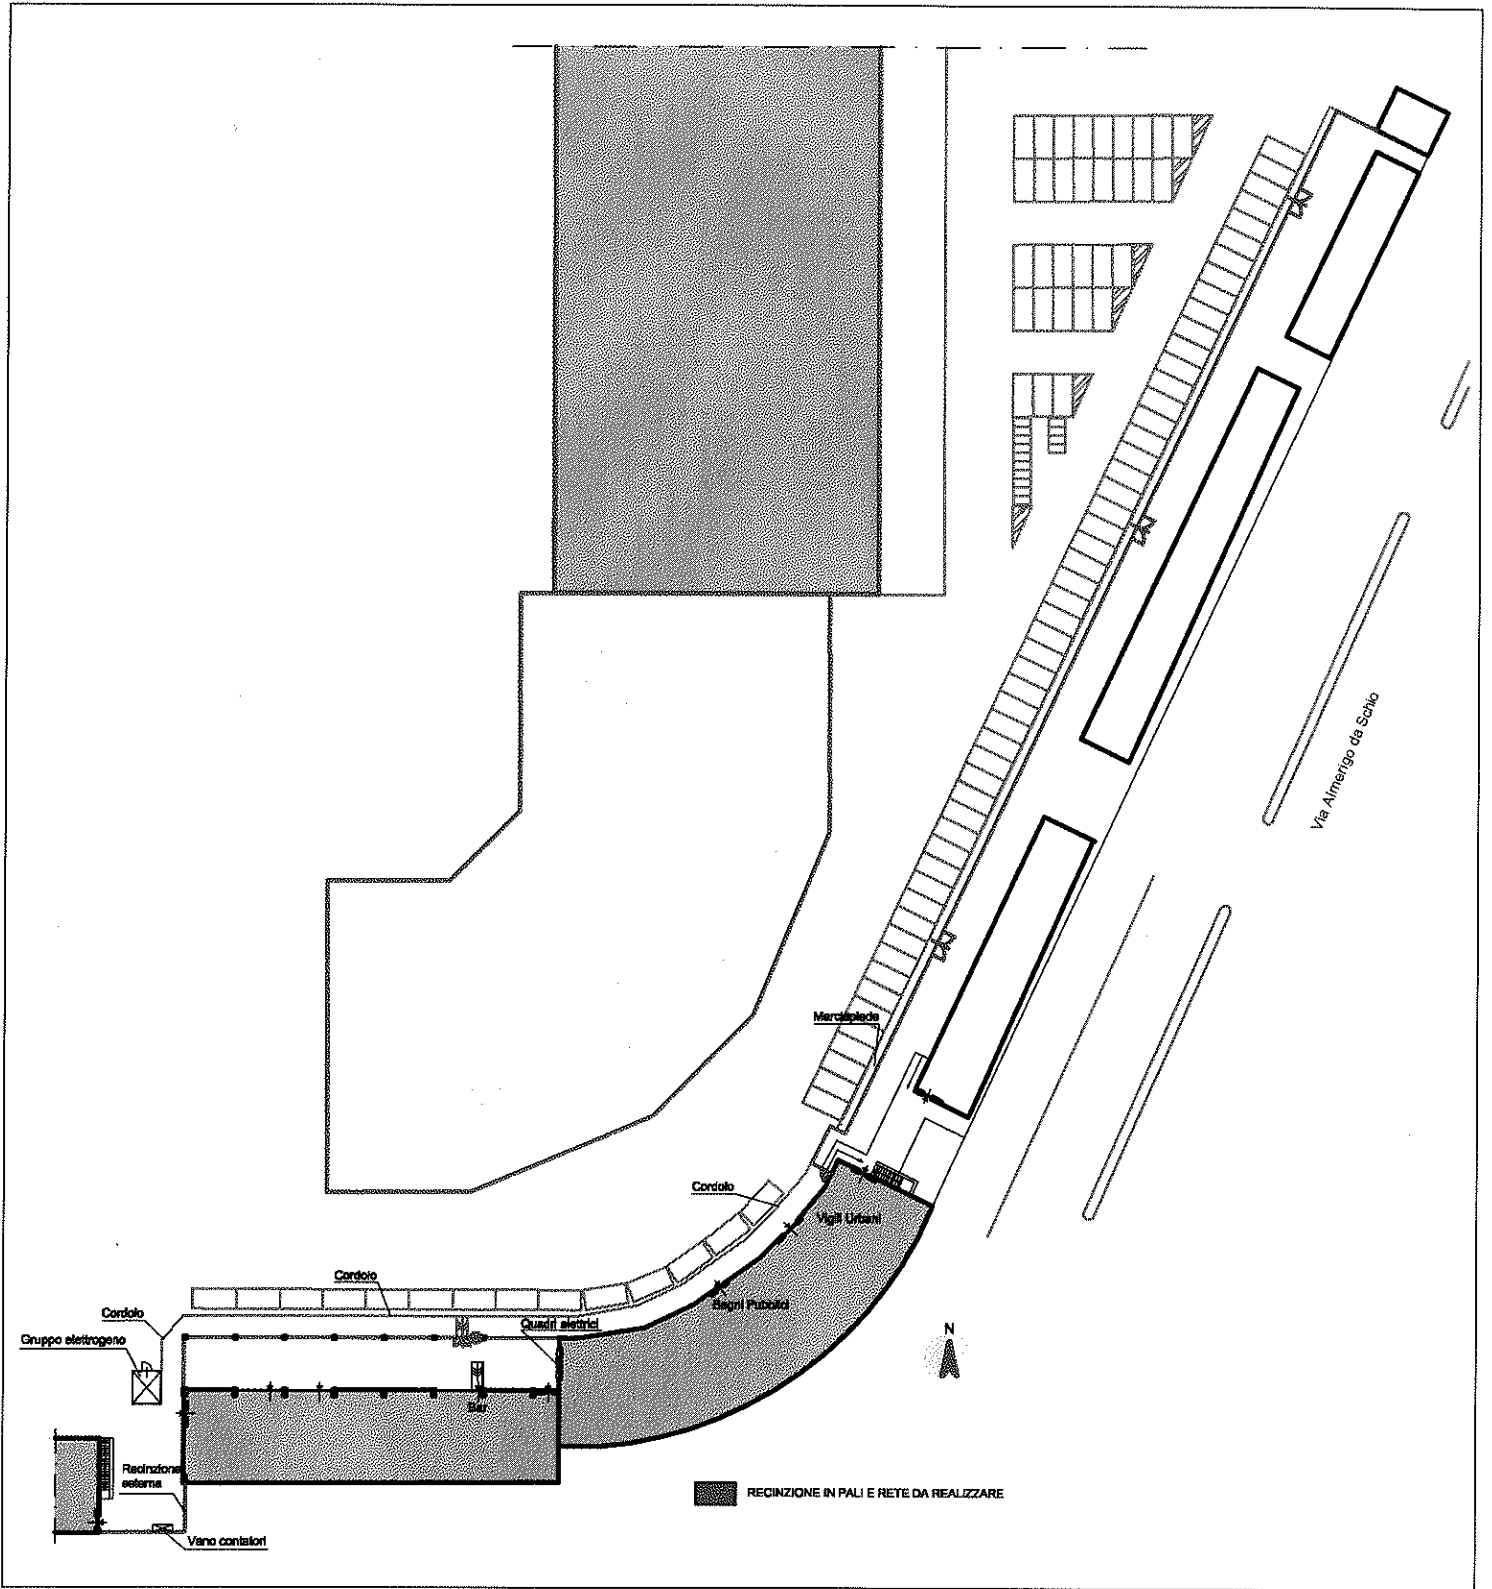 Via Almerigo da Schio
Marciapiede
Cordolo
Vigili Urbani
Cordolo
Bagni Pubblici
Cordolo
Quadri elettrici
N
Gruppo elettrogeno
Bar
Recinzione
esterna
RECINZIONE IN PALI E RETE DA REALIZZARE
Vano contatori